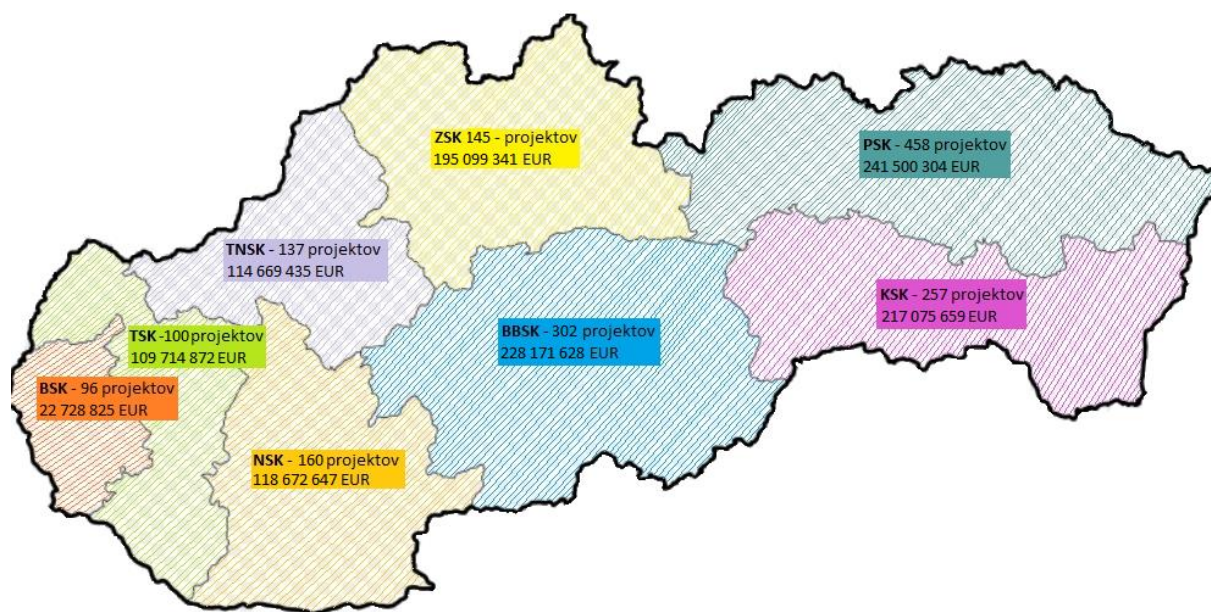 ZSK 145 - projektov
195 099 341 EUR
PSK - 458 projektov
241 500 304 EUR
TNSK - 137 projektov
114 669 435 EUR
KSK - 257 projektov
217 075 659 EUR
TSK -100 projektov
109 714 872 EUR
BBSK - 302 projektov
228 171 628 EUR
BSK - 96 projektov
22 728 825 EUR
NSK - 160 projektov
118 672 647 EUR